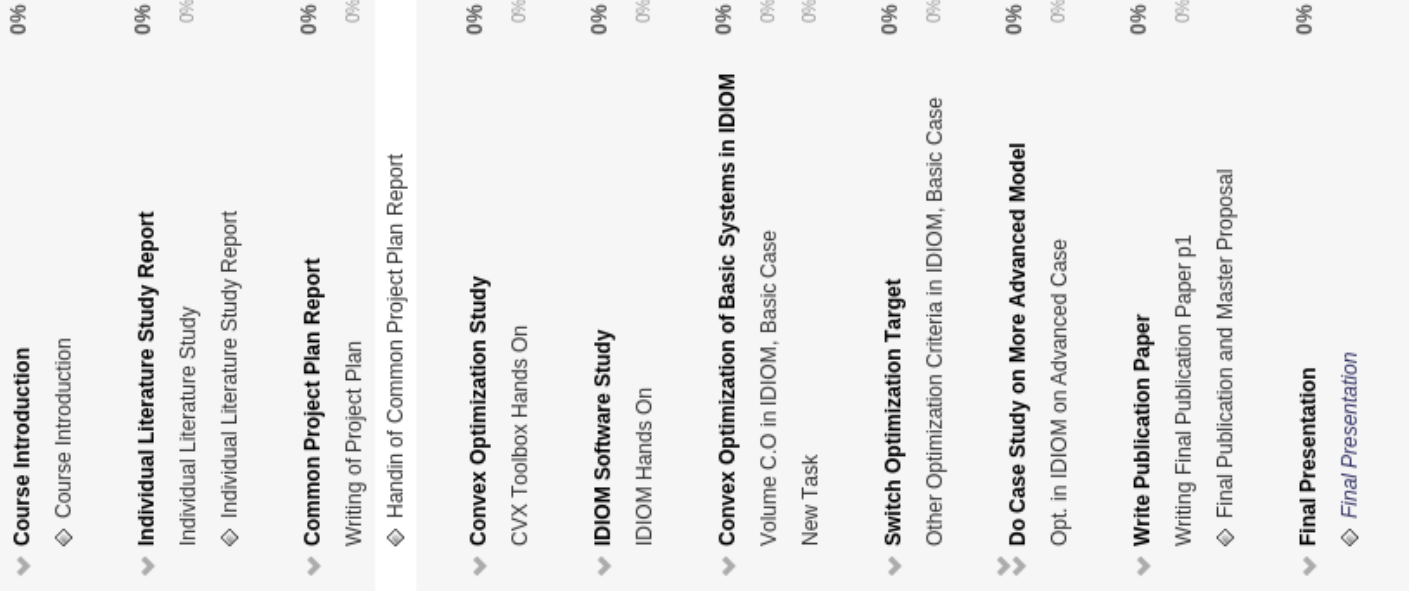 Course Introduction 0%
Course Introduction
Individual Literature Study Report 0%
Individual Literature Study 0%
Individual Literature Study Report
Common Project Plan Report 0%
Writing of Project Plan 0%
Handin of Common Project Plan Report
Convex Optimization Study 0%
CVX Toolbox Hands On 0%
IDIOM Software Study 0%
IDIOM Hands On 0%
Convex Optimization of Basic Systems in IDIOM 0%
Volume C.O in IDIOM, Basic Case 0%
New Task 0%
Switch Optimization Target 0%
Other Optimization Criteria in IDIOM, Basic Case 0%
Do Case Study on More Advanced Model 0%
Opt. in IDIOM on Advanced Case 0%
Write Publication Paper 0%
Writing Final Publication Paper p1 0%
Final Publication and Master Proposal
Final Presentation 0%
Final Presentation